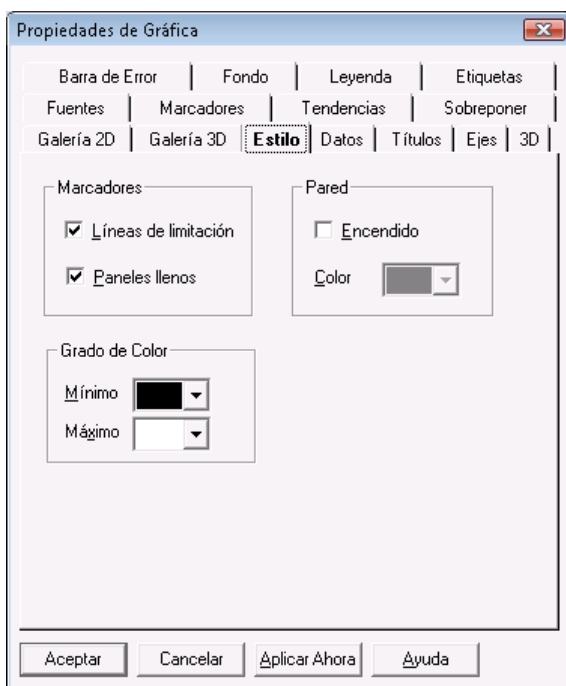 Propiedades de Gráfica
Barra de Error Fondo Leyenda Etiquetas
Fuentes Marcadores Tendencias Sobreponer
Galería 2D Galería 3D Estilo Datos Títulos Ejes 3D
Marcadores
Líneas de limitación
Paneles llenos
Pared
Encendido
Color
Grado de Color
Mínimo
Máximo
Aceptar Cancelar Aplicar Ahora Ayuda